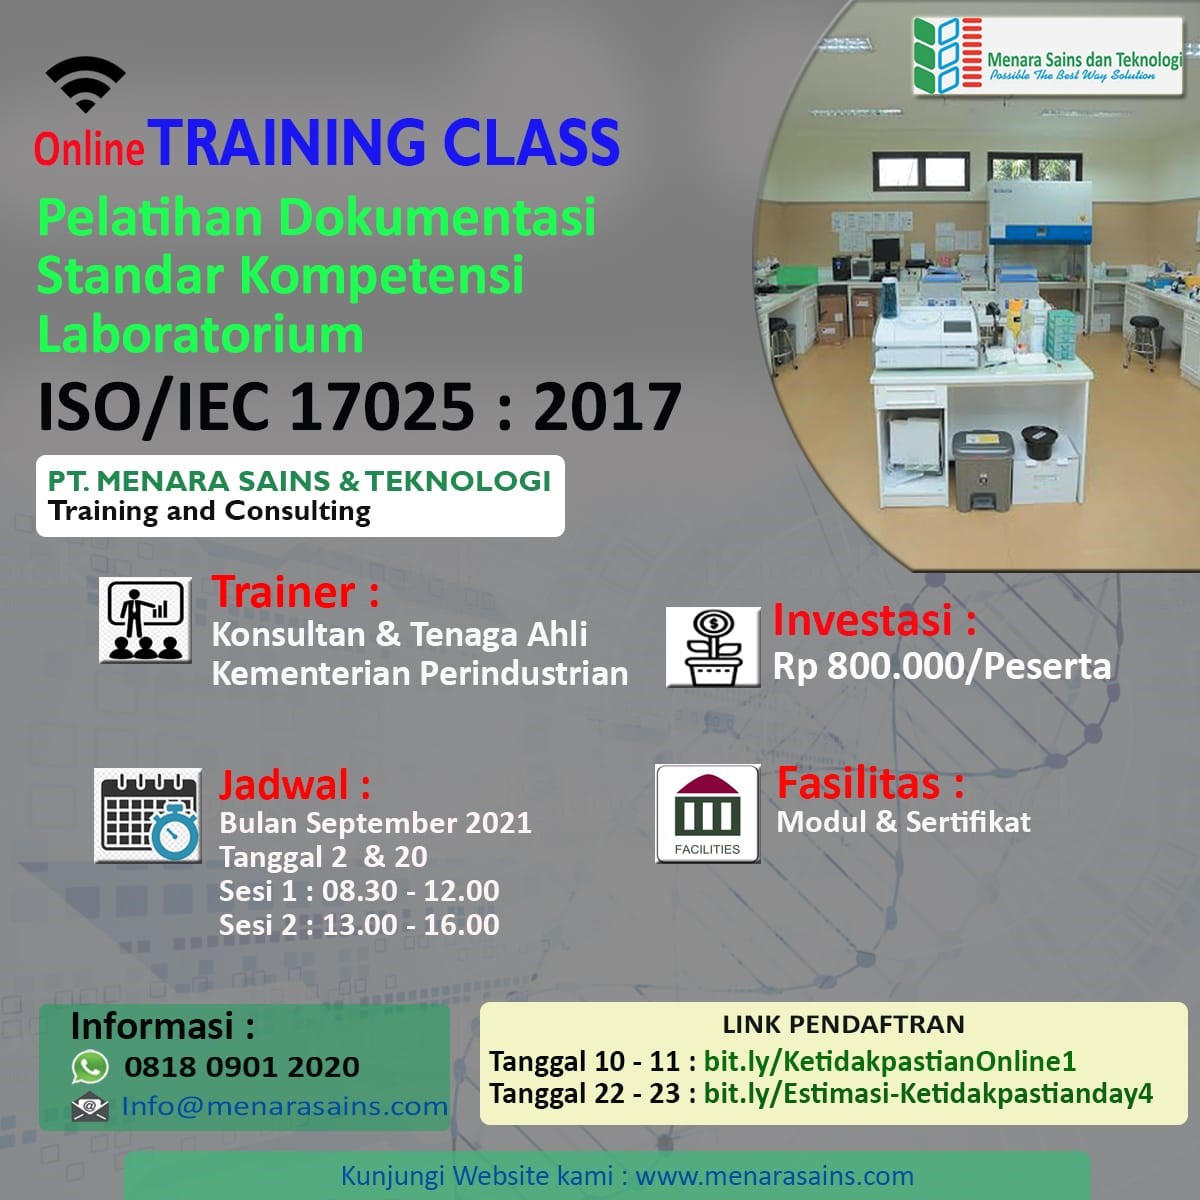 Menara Sains dan Teknologi
Possible The Best Way Solution
Online TRAINING CLASS
Pelatihan Dokumentasi
Standar Kompetensi
Laboratorium
ISO/IEC 17025 : 2017
PT. MENARA SAINS & TEKNOLOGI
Training and Consulting
Trainer :
Konsultan & Tenaga Ahli
Kementerian Perindustrian
Investasi :
Rp 800.000/Peserta
Jadwal :
Bulan September 2021
Tanggal 2 & 20
Sesi 1 : 08.30 - 12.00
Sesi 2 : 13.00 - 16.00
FACILITIES
Fasilitas :
Modul & Sertifikat
Informasi :
0818 0901 2020
Info@menarasains.com
LINK PENDAFTRAN
Tanggal 10 - 11 : bit.ly/KetidakpastianOnline1
Tanggal 22 - 23 : bit.ly/Estimasi-Ketidakpastianday4
Kunjungi Website kami : www.menarasains.com